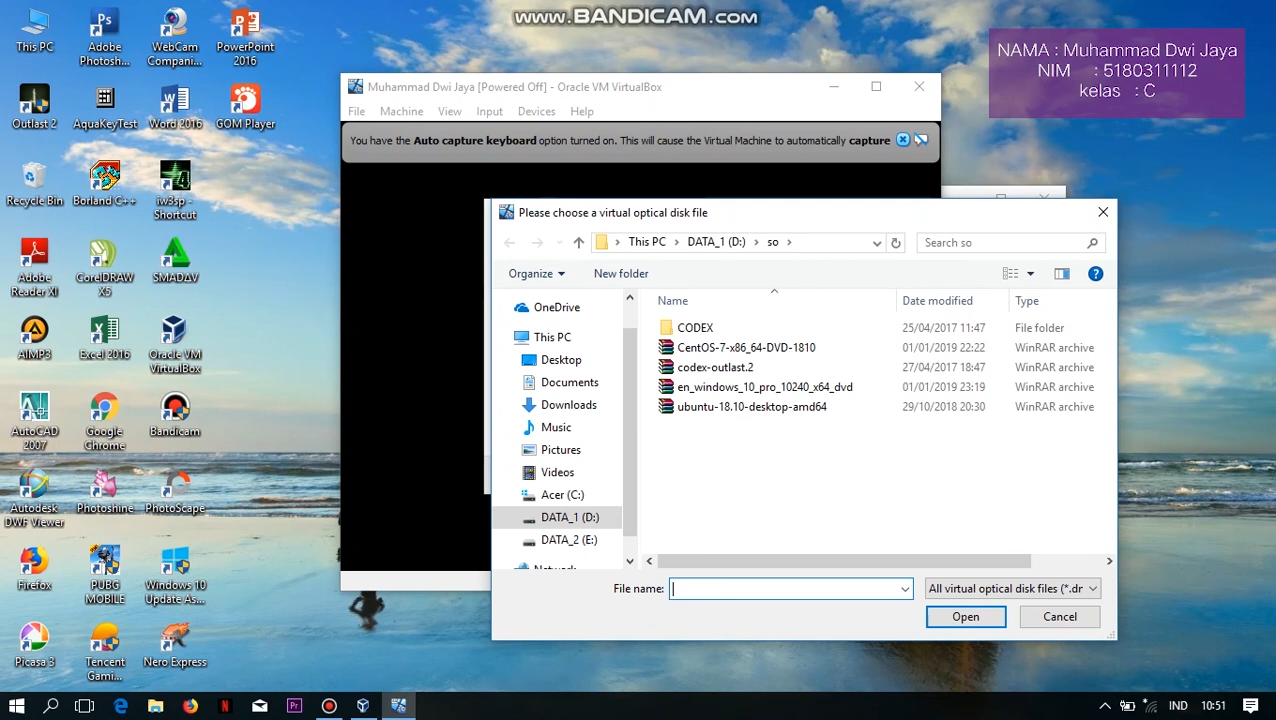 www.BANDICAM.com
NAMA : Muhammad Dwi Jaya
NIM : 5180311112
kelas : C
This PC
Adobe Photosh...
WebCam Compani...
PowerPoint 2016
Outlast 2
AquaKeyTest
Word 2016
GOM Player
Recycle Bin
Borland C++
iw3sp - Shortcut
Adobe Reader XI
CorelDRAW X5
SMADΔV
AIMP3
Excel 2016
Oracle VM VirtualBox
AutoCAD 2007
Google Chrome
Bandicam
Autodesk DWF Viewer
Photoshine
PhotoScape
Firefox
PUBG MOBILE
Windows 10 Update As...
Picasa 3
Tencent Gami...
Nero Express
Muhammad Dwi Jaya [Powered Off] - Oracle VM VirtualBox
File Machine View Input Devices Help
You have the Auto capture keyboard option turned on. This will cause the Virtual Machine to automatically capture
Please choose a virtual optical disk file
This PC > DATA_1 (D:) > so >
Search so
Organize
New folder
Name Date modified Type
OneDrive
This PC
Desktop
Documents
Downloads
Music
Pictures
Videos
Acer (C:)
DATA_1 (D:)
DATA_2 (E:)
CODEX 25/04/2017 11:47 File folder
CentOS-7-x86_64-DVD-1810 01/01/2019 22:22 WinRAR archive
codex-outlast.2 27/04/2017 18:47 WinRAR archive
en_windows_10_pro_10240_x64_dvd 01/01/2019 23:19 WinRAR archive
ubuntu-18.10-desktop-amd64 29/10/2018 20:30 WinRAR archive
File name:
All virtual optical disk files (*.dr
Open
Cancel
IND 10:51